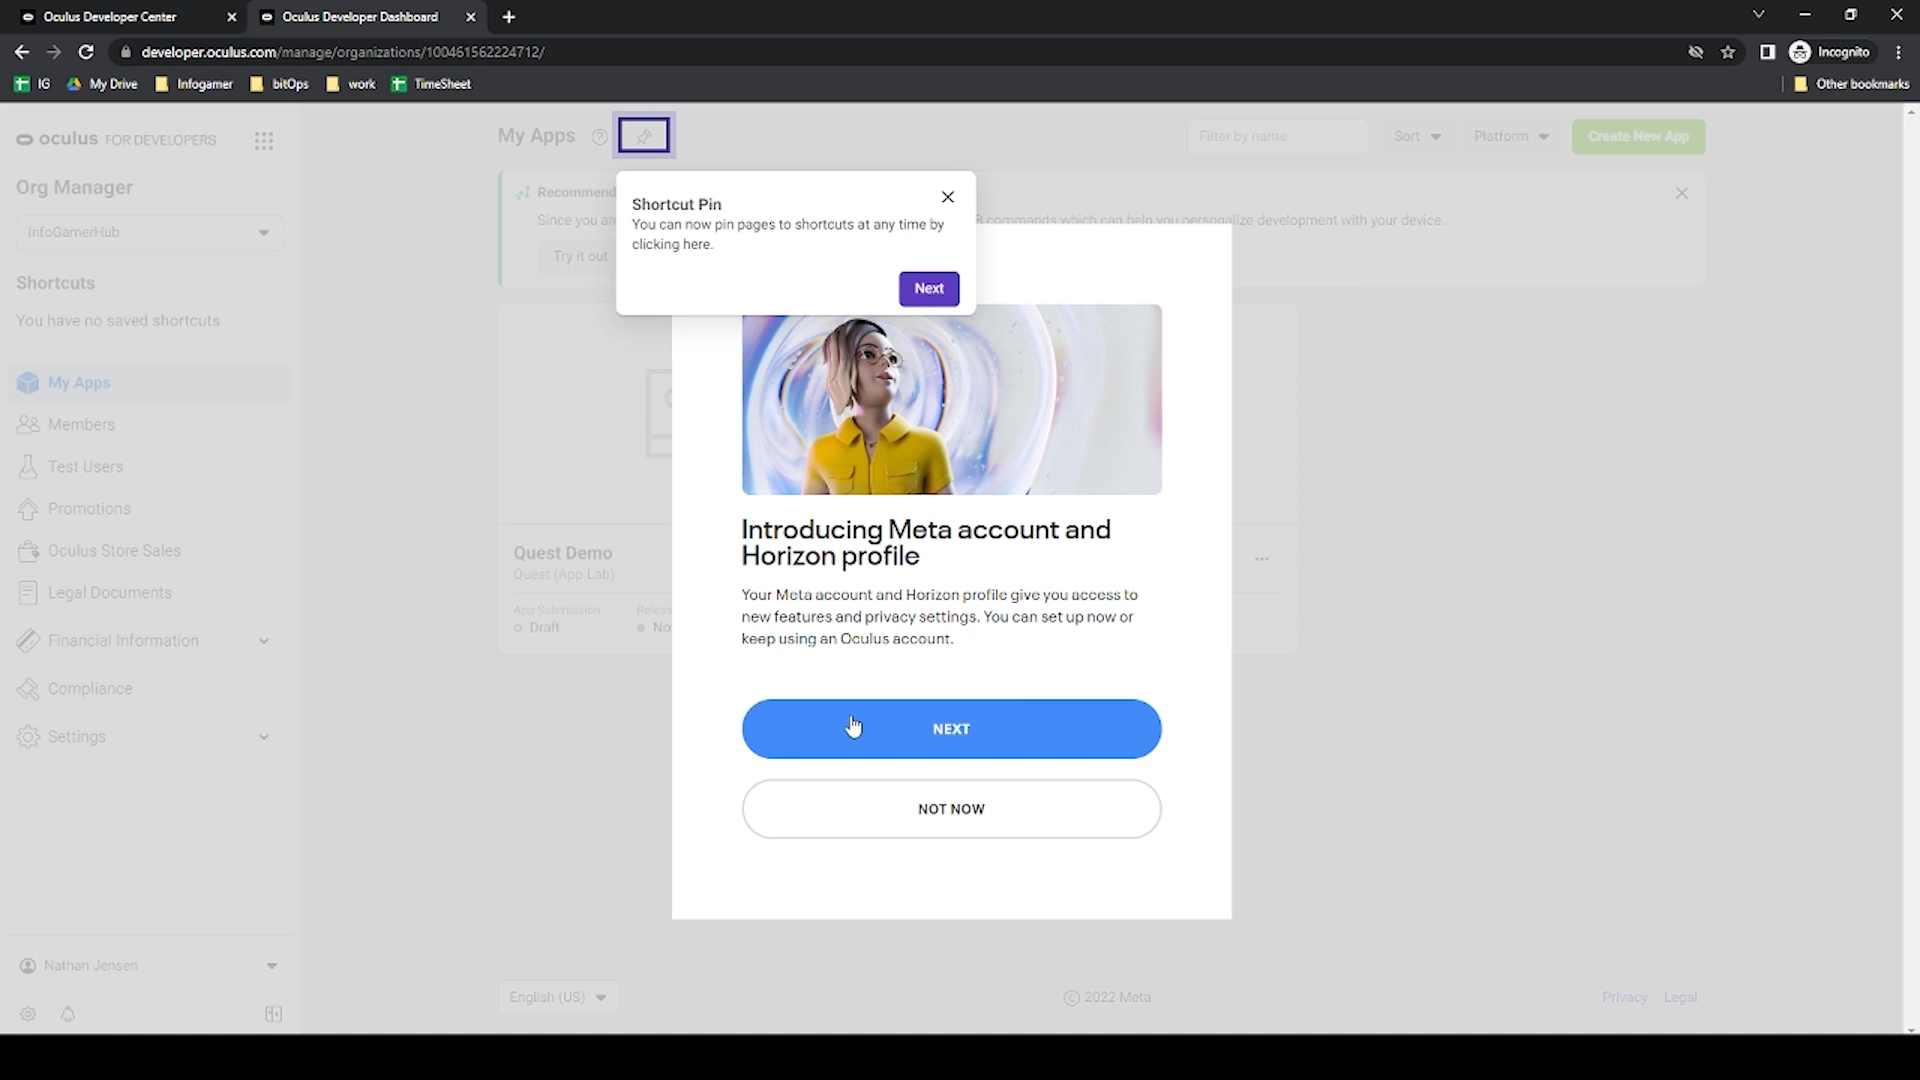 Oculus Developer Center
Oculus Developer Dashboard
developer.oculus.com/manage/organizations/100461562224712/
Incognito
IG
My Drive
Infogamer
bitOps
work
TimeSheet
Other bookmarks
oculus FOR DEVELOPERS
Org Manager
InfoGamerHub
Shortcuts
You have no saved shortcuts
My Apps
Members
Test Users
Promotions
Oculus Store Sales
Legal Documents
Financial Information
Compliance
Settings
Nathan Jensen
My Apps
Filter by name
Sort
Platform
Create New App
Recommend
Since you are
commands which can help you personalize development with your device.
Try it out
Shortcut Pin
You can now pin pages to shortcuts at any time by
clicking here.
Next
Quest Demo
Quest (App Lab)
App Submission
Draft
Introducing Meta account and
Horizon profile
Your Meta account and Horizon profile give you access to
new features and privacy settings. You can set up now or
keep using an Oculus account.
NEXT
NOT NOW
English (US)
© 2022 Meta
Privacy
Legal